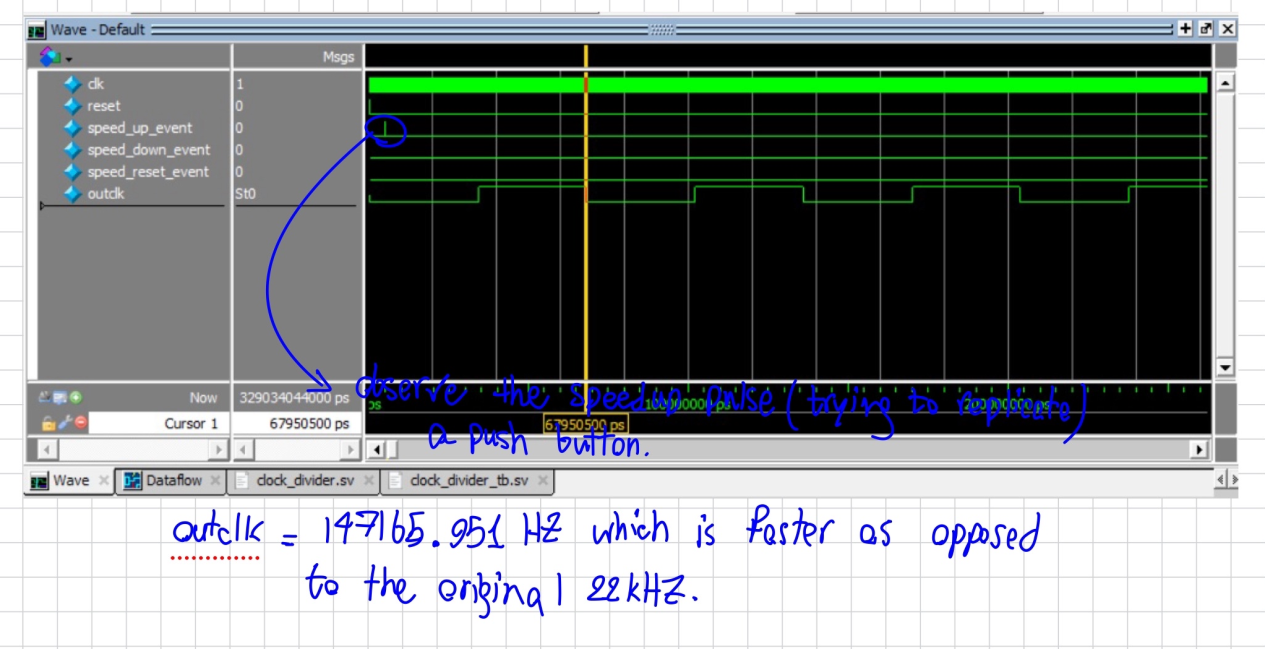 Wave - Default
Msgs
clk 1
reset 0
speed_up_event 0
speed_down_event 0
speed_reset_event 0
outclk St0
Now 329034044000 ps
ps 100000000 ps 200000000 ps
Cursor 1 67950500 ps 67950500 ps
observe the speedup pulse (trying to replicate)
a push button.
Wave Dataflow clock_divider.sv clock_divider_tb.sv
outclk = 147165.951 HZ which is faster as opposed
to the original 22kHZ.